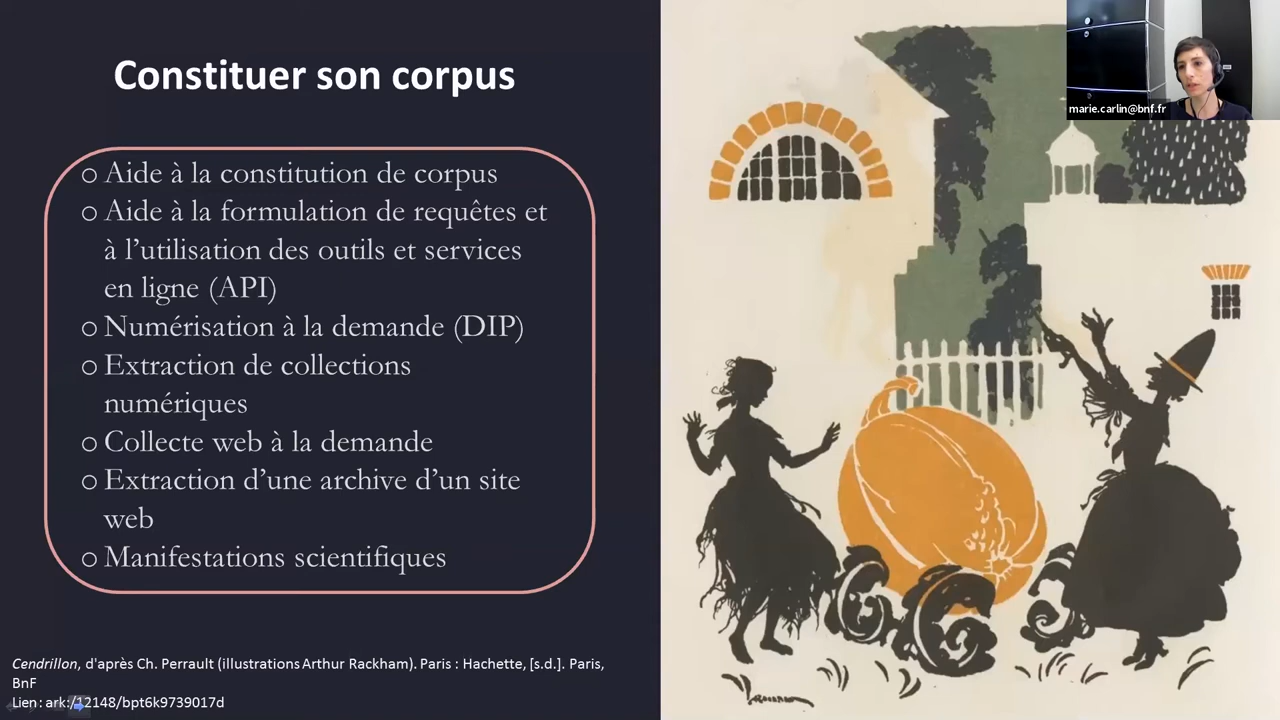 Constituer son corpus
marie.carlin@bnf.fr
o Aide à la constitution de corpus
o Aide à la formulation de requêtes et
à l’utilisation des outils et services
en ligne (API)
o Numérisation à la demande (DIP)
o Extraction de collections
numériques
o Collecte web à la demande
o Extraction d’une archive d’un site
web
o Manifestations scientifiques
Cendrillon, d'après Ch. Perrault (illustrations Arthur Rackham). Paris : Hachette, [s.d.]. Paris,
BnF
Lien : ark:/12148/bpt6k9739017d